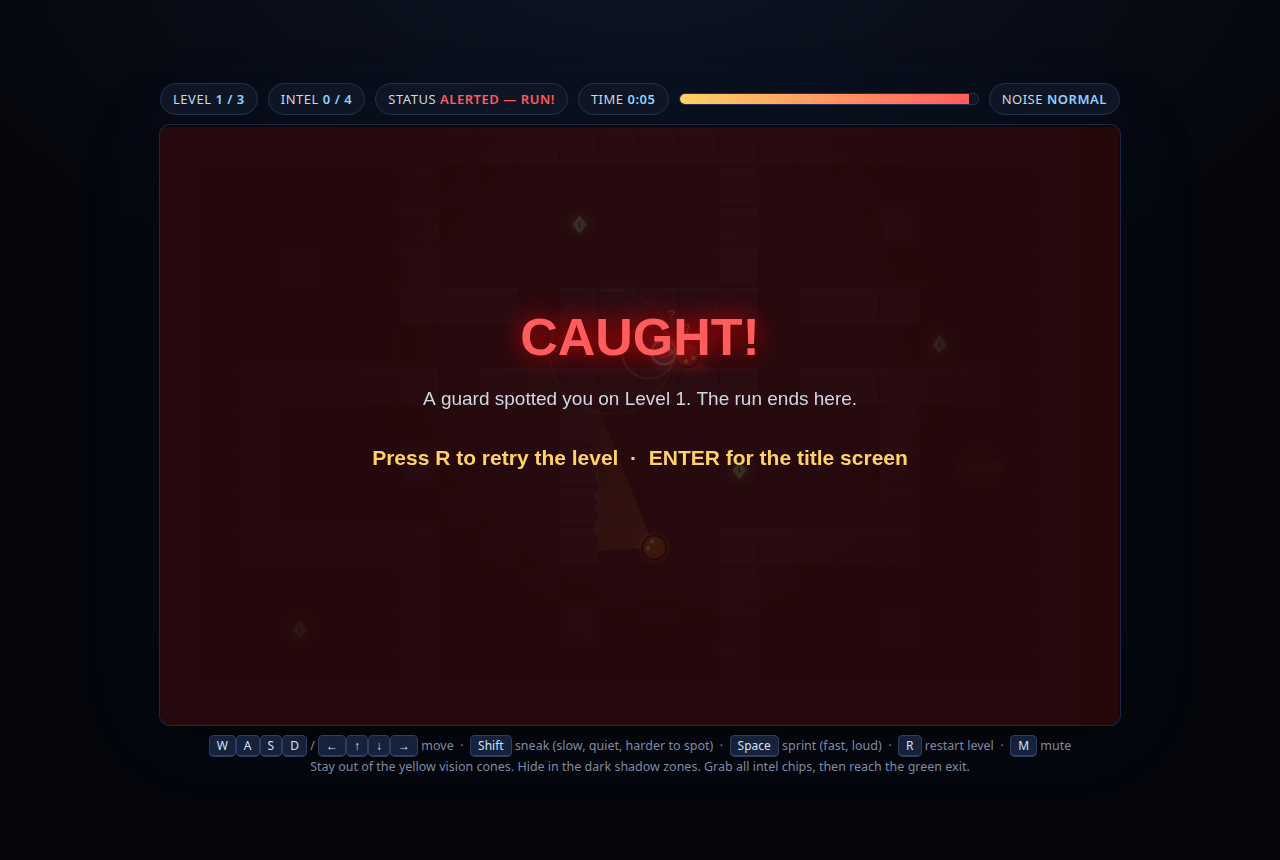 LEVEL 1 / 3 INTEL 0 / 4 STATUS ALERTED — RUN! TIME 0:05 NOISE NORMAL
? 
?
CAUGHT!
A guard spotted you on Level 1. The run ends here.
Press R to retry the level · ENTER for the title screen
W A S D / ← ↑ ↓ → move · Shift sneak (slow, quiet, harder to spot) · Space sprint (fast, loud) · R restart level · M mute
Stay out of the yellow vision cones. Hide in the dark shadow zones. Grab all intel chips, then reach the green exit.